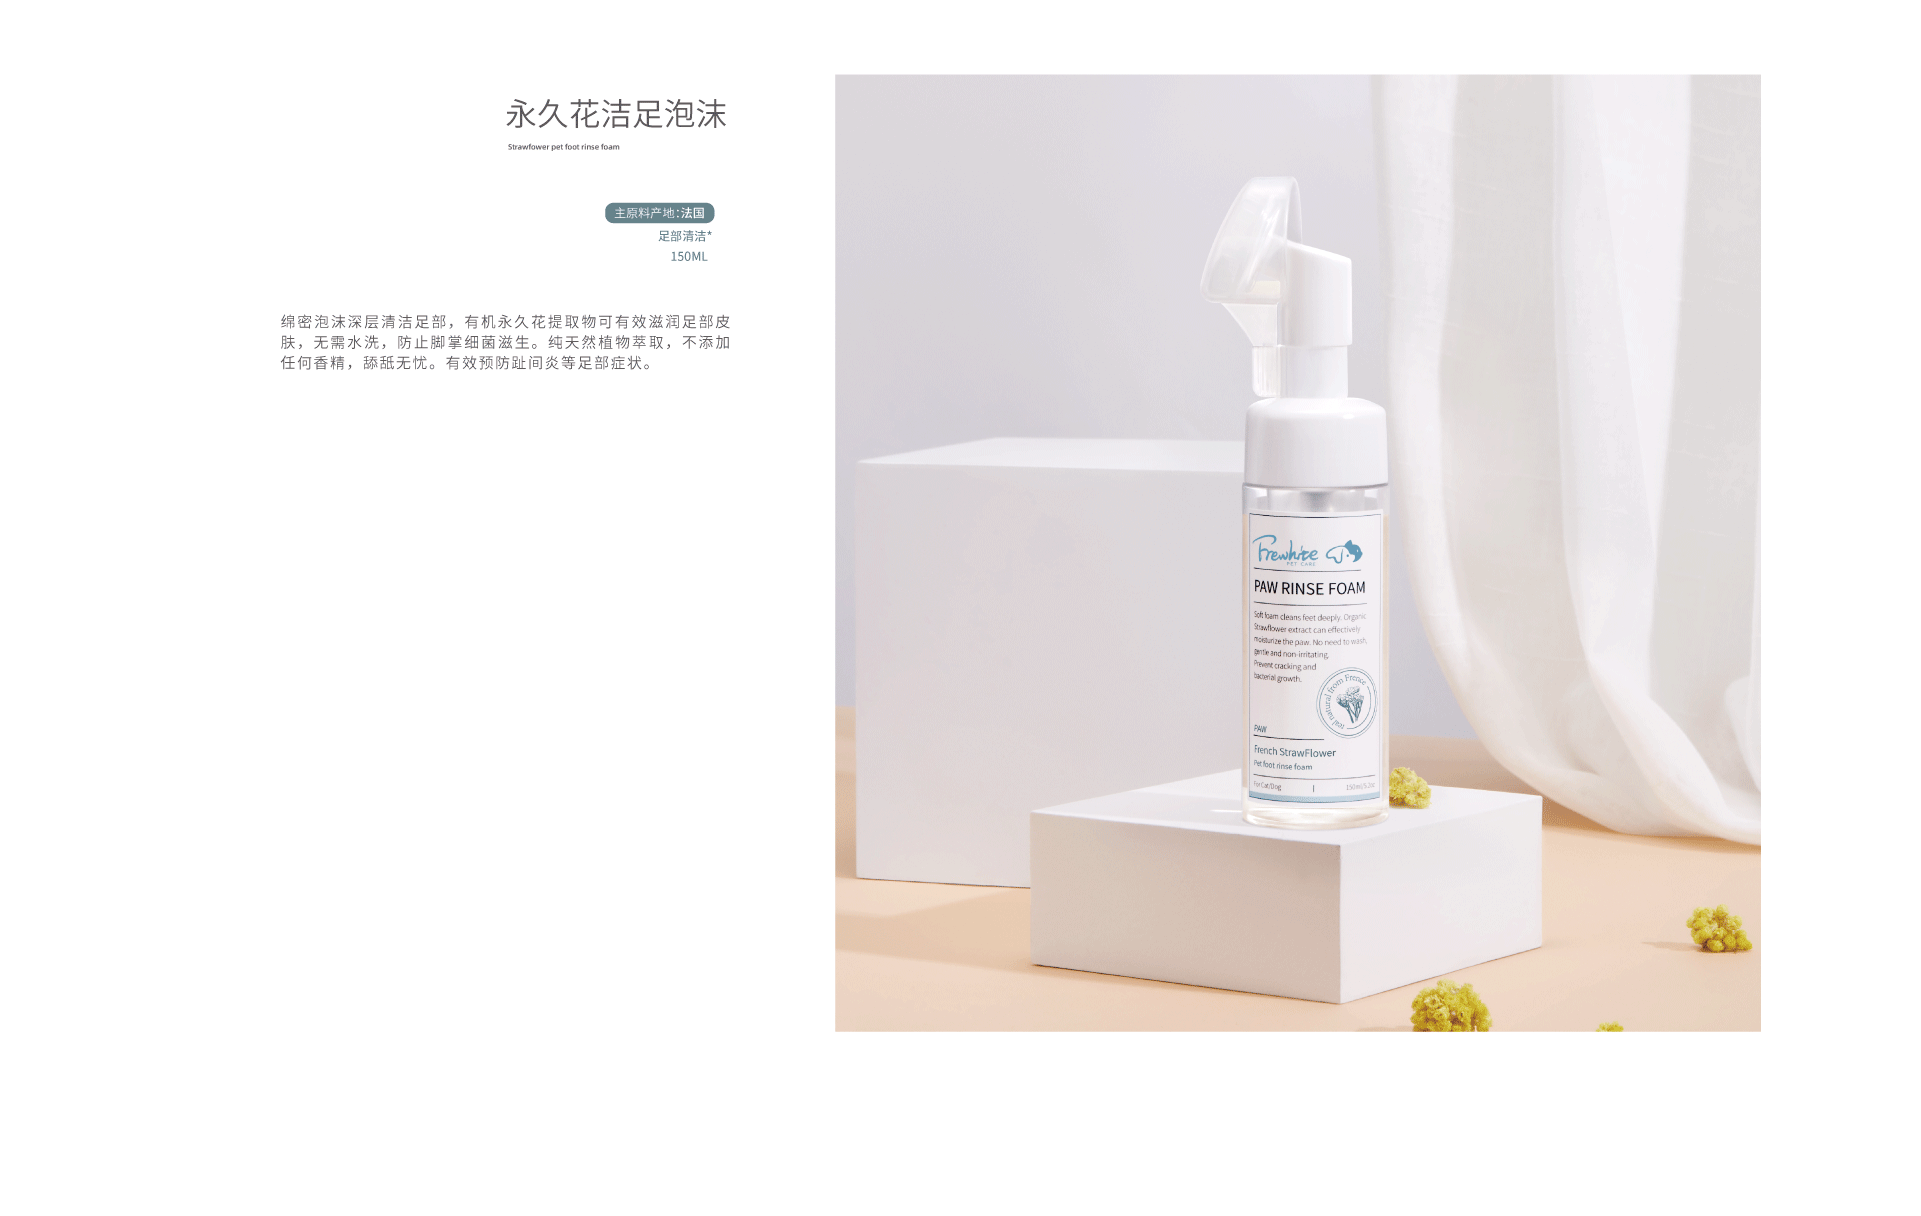 永久花洁足泡沫
Strawfower pet foot rinse foam
主原料产地：法国
足部清洁*
150ML
绵密泡沫深层清洁足部，有机永久花提取物可有效滋润足部皮
肤，无需水洗，防止脚掌细菌滋生。纯天然植物萃取，不添加
任何香精，舔舐无忧。有效预防趾间炎等足部症状。
Frewhite
PET CARE
PAW RINSE FOAM
Soft foam cleans feet deeply. Organic
Strawflower extract can effectively
moisturize the paw. No need to wash,
gentle and non-irritating.
Prevent cracking and
bacterial growth.
real natural from Frence
PAW
French StrawFlower
Pet foot rinse foam
For Cat/Dog | 150ml/5.2oz